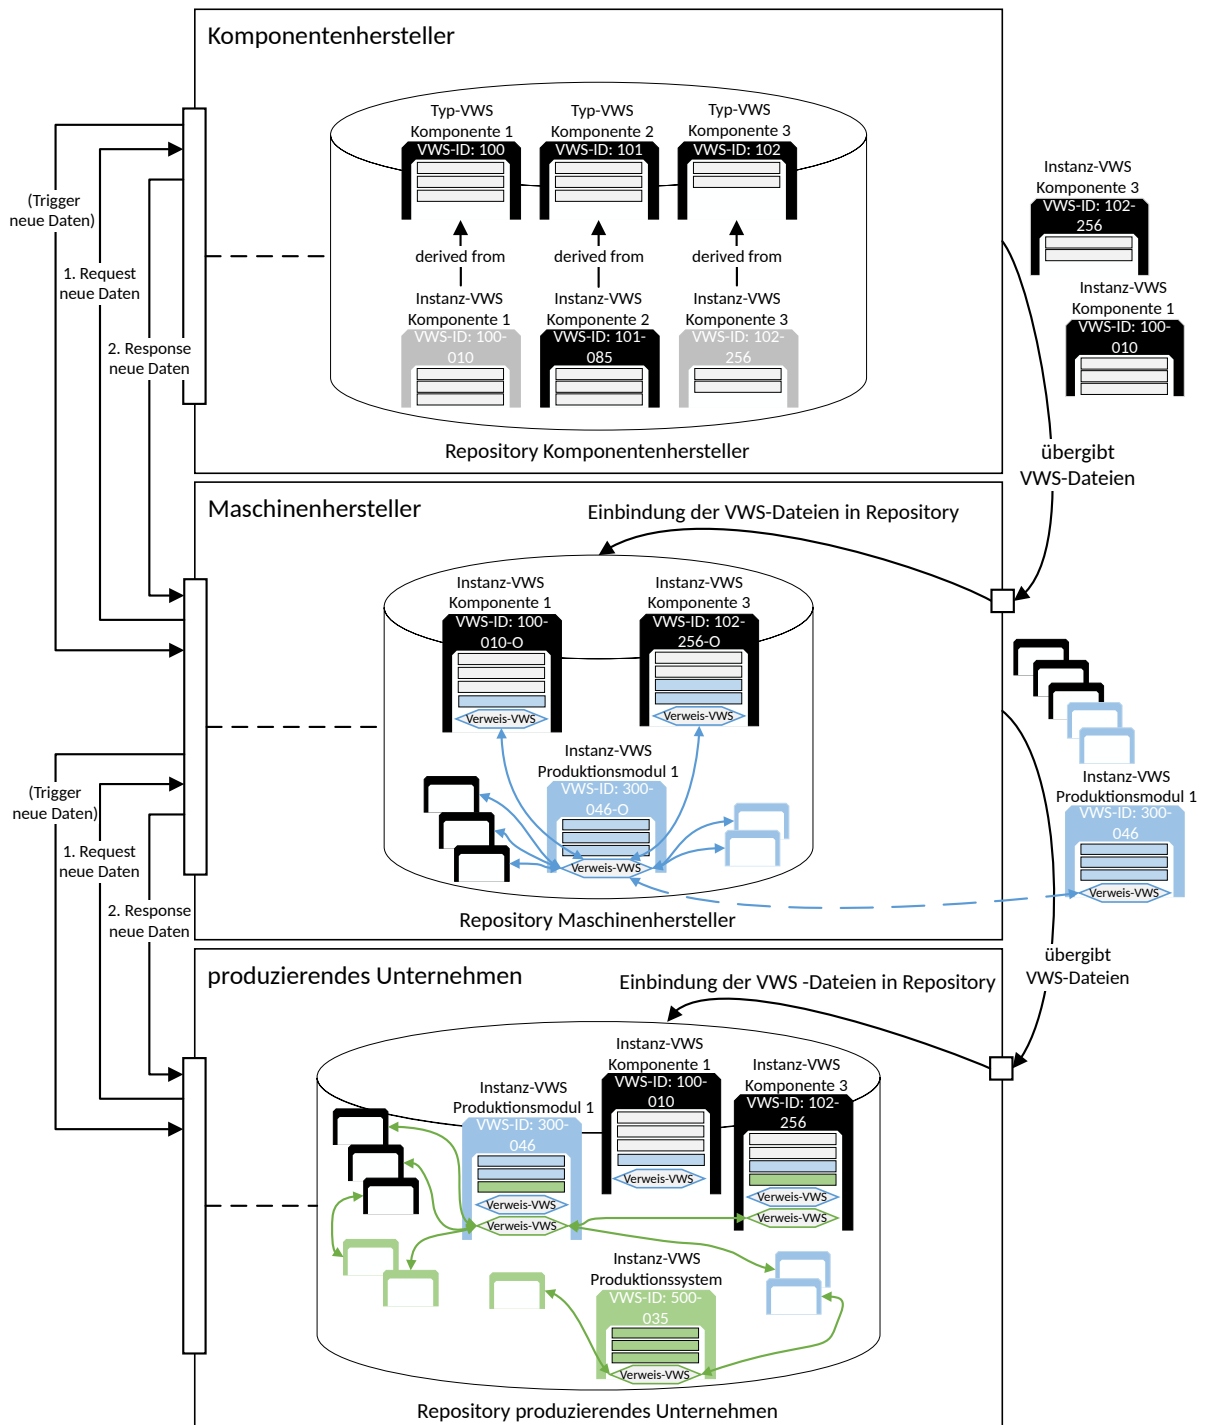 Komponentenhersteller
Typ-VWS
Komponente 1
VWS-ID: 100
Typ-VWS
Komponente 2
VWS-ID: 101
Typ-VWS
Komponente 3
VWS-ID: 102
derived from
derived from
derived from
Instanz-VWS
Komponente 1
VWS-ID: 100-
010
Instanz-VWS
Komponente 2
VWS-ID: 101-
085
Instanz-VWS
Komponente 3
VWS-ID: 102-
256
Repository Komponentenhersteller
(Trigger
neue Daten)
1. Request
neue Daten
2. Response
neue Daten
Instanz-VWS
Komponente 3
VWS-ID: 102-
256
Instanz-VWS
Komponente 1
VWS-ID: 100-
010
übergibt
VWS-Dateien
Maschinenhersteller
Einbindung der VWS-Dateien in Repository
Instanz-VWS
Komponente 1
VWS-ID: 100-
010-O
Verweis-VWS
Instanz-VWS
Komponente 3
VWS-ID: 102-
256-O
Verweis-VWS
Instanz-VWS
Produktionsmodul 1
VWS-ID: 300-
046-O
Verweis-VWS
Repository Maschinenhersteller
(Trigger
neue Daten)
1. Request
neue Daten
2. Response
neue Daten
Instanz-VWS
Produktionsmodul 1
VWS-ID: 300-
046
Verweis-VWS
übergibt
VWS-Dateien
produzierendes Unternehmen
Einbindung der VWS -Dateien in Repository
Instanz-VWS
Produktionsmodul 1
VWS-ID: 300-
046
Verweis-VWS
Verweis-VWS
Instanz-VWS
Komponente 1
VWS-ID: 100-
010
Verweis-VWS
Instanz-VWS
Komponente 3
VWS-ID: 102-
256
Verweis-VWS
Verweis-VWS
Instanz-VWS
Produktionssystem
VWS-ID: 500-
035
Verweis-VWS
Repository produzierendes Unternehmen